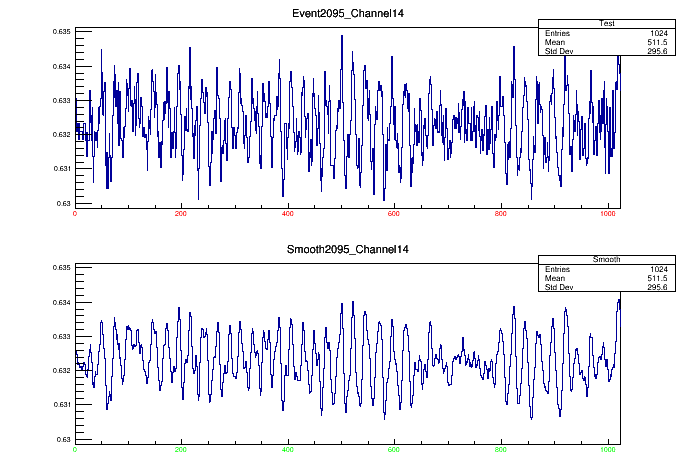 Event2095_Channel14
Test
Entries 1024
Mean 511.5
Std Dev 295.6
0.635
0.634
0.633
0.632
0.631
0.63
0 200 400 600 800 1000
Smooth2095_Channel14
Smooth
Entries 1024
Mean 511.5
Std Dev 295.6
0.635
0.634
0.633
0.632
0.631
0.63
0 200 400 600 800 1000